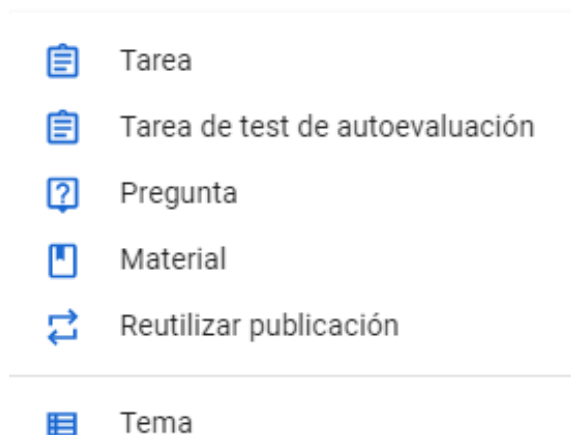 Tarea
Tarea de test de autoevaluación
Pregunta
Material
Reutilizar publicación
Tema